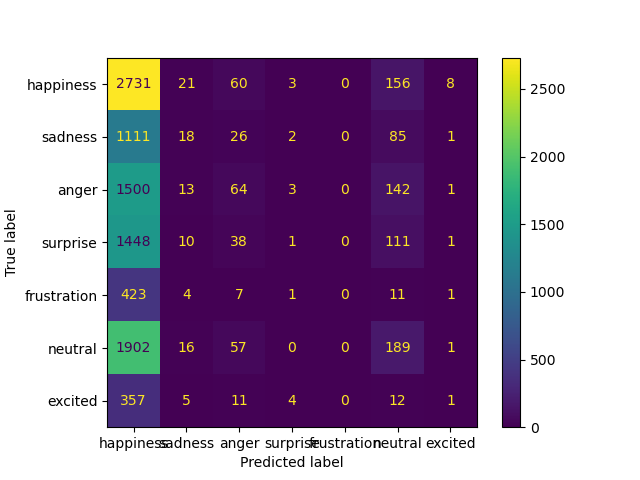 happiness 2731 21 60 3 0 156 8
sadness 1111 18 26 2 0 85 1
anger 1500 13 64 3 0 142 1
surprise 1448 10 38 1 0 111 1
frustration 423 4 7 1 0 11 1
neutral 1902 16 57 0 0 189 1
excited 357 5 11 4 0 12 1
happiness sadness anger surprise frustration neutral excited
Predicted label
True label
2500
2000
1500
1000
500
0